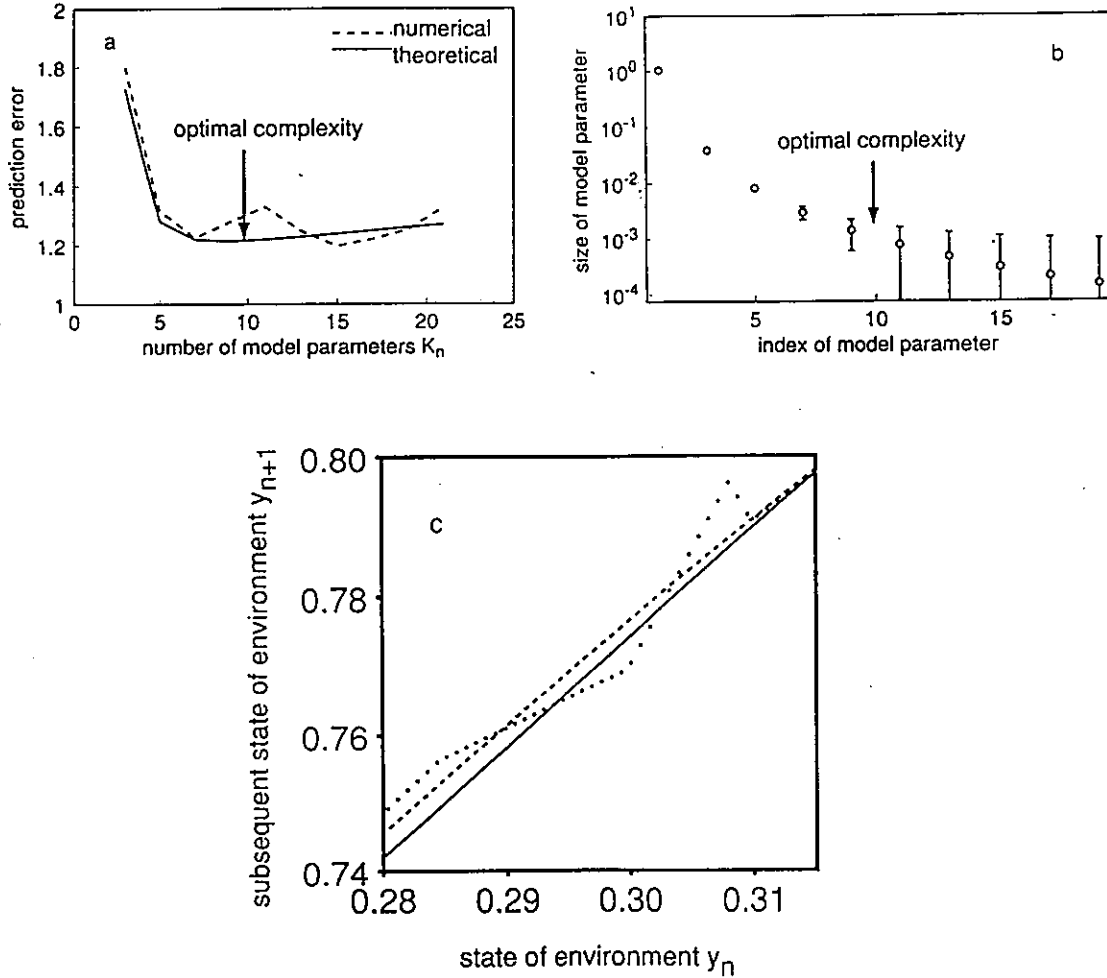 a
2
1.8
1.6
1.4
1.2
1
prediction error
numerical
theoretical
optimal complexity
0 5 10 15 20 25
number of model parameters Kn
b
10^1
10^0
10^-1
10^-2
10^-3
10^-4
size of model parameter
optimal complexity
5 10 15
index of model parameter
c
0.80
0.78
0.76
0.74
subsequent state of environment yn+1
0.28 0.29 0.30 0.31
state of environment yn